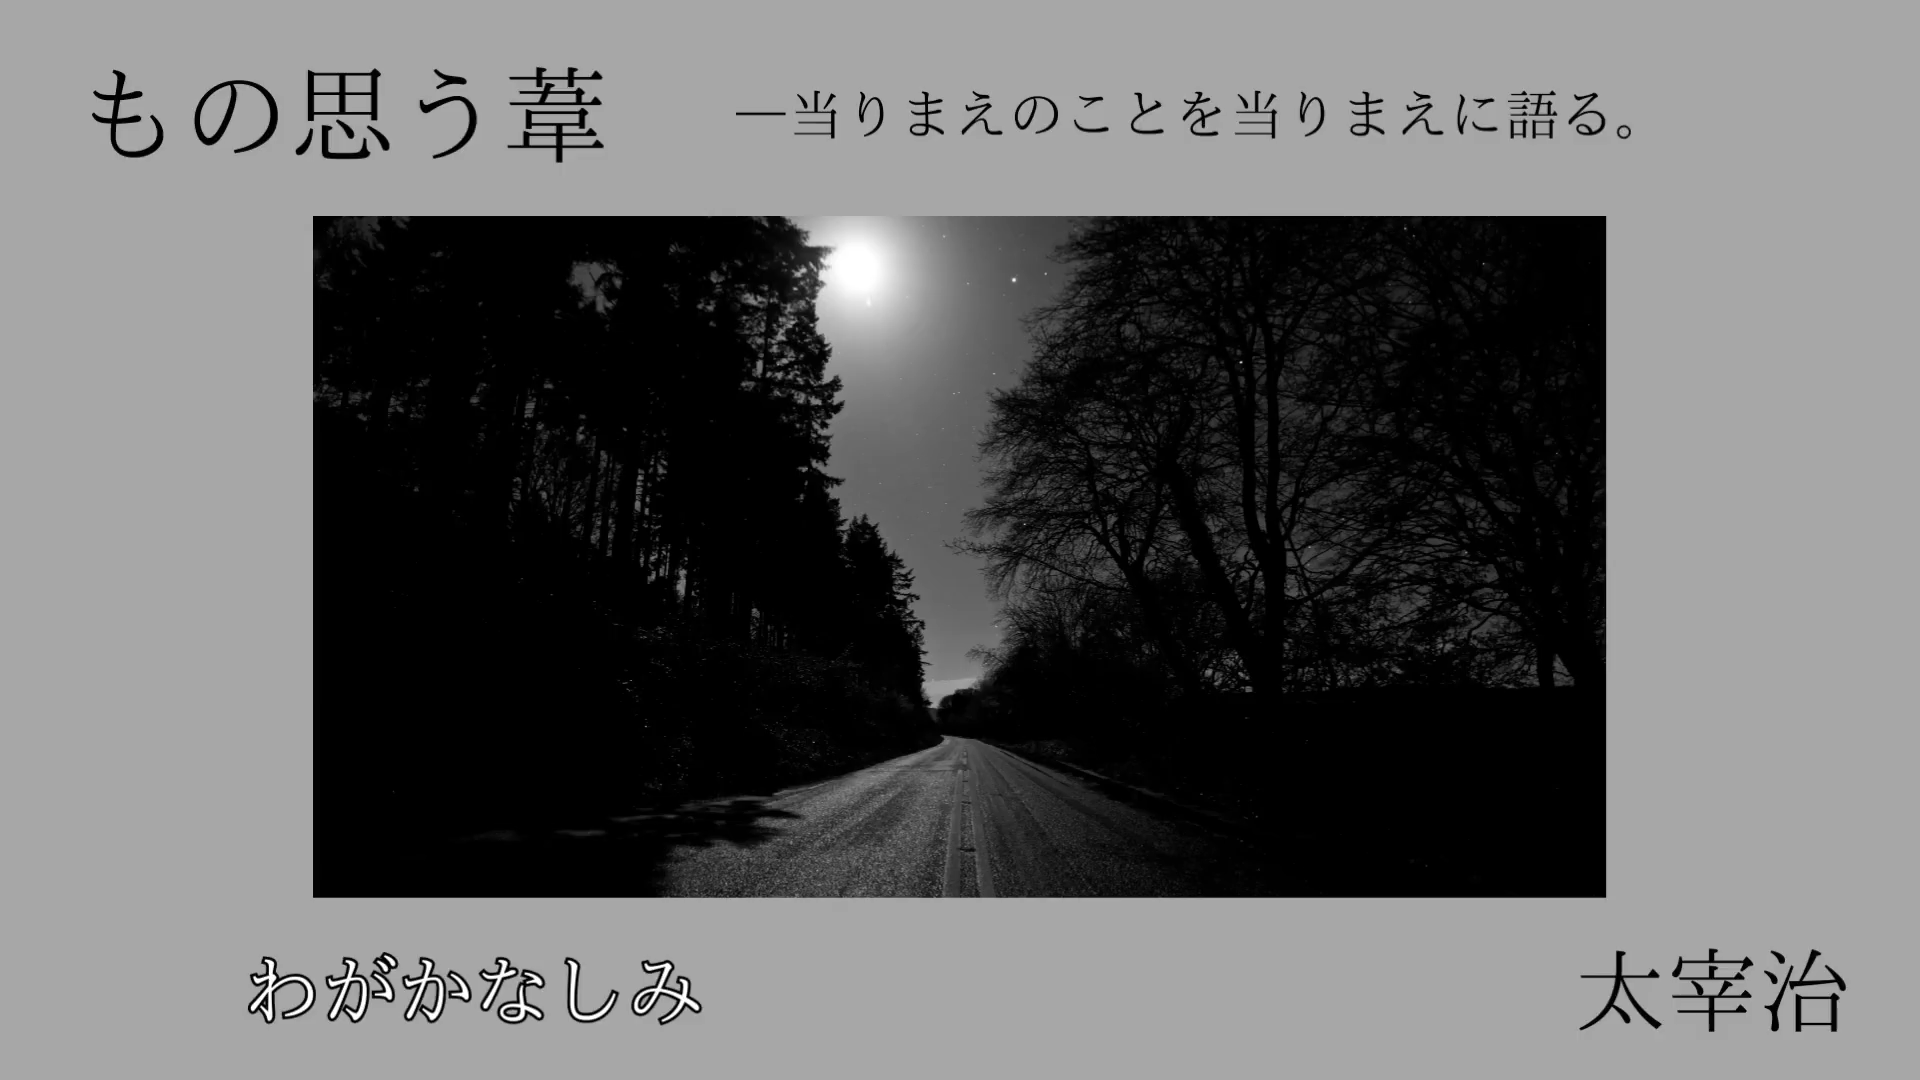 もの思う葦
―当りまえのことを当りまえに語る。
わがかなしみ
太宰治